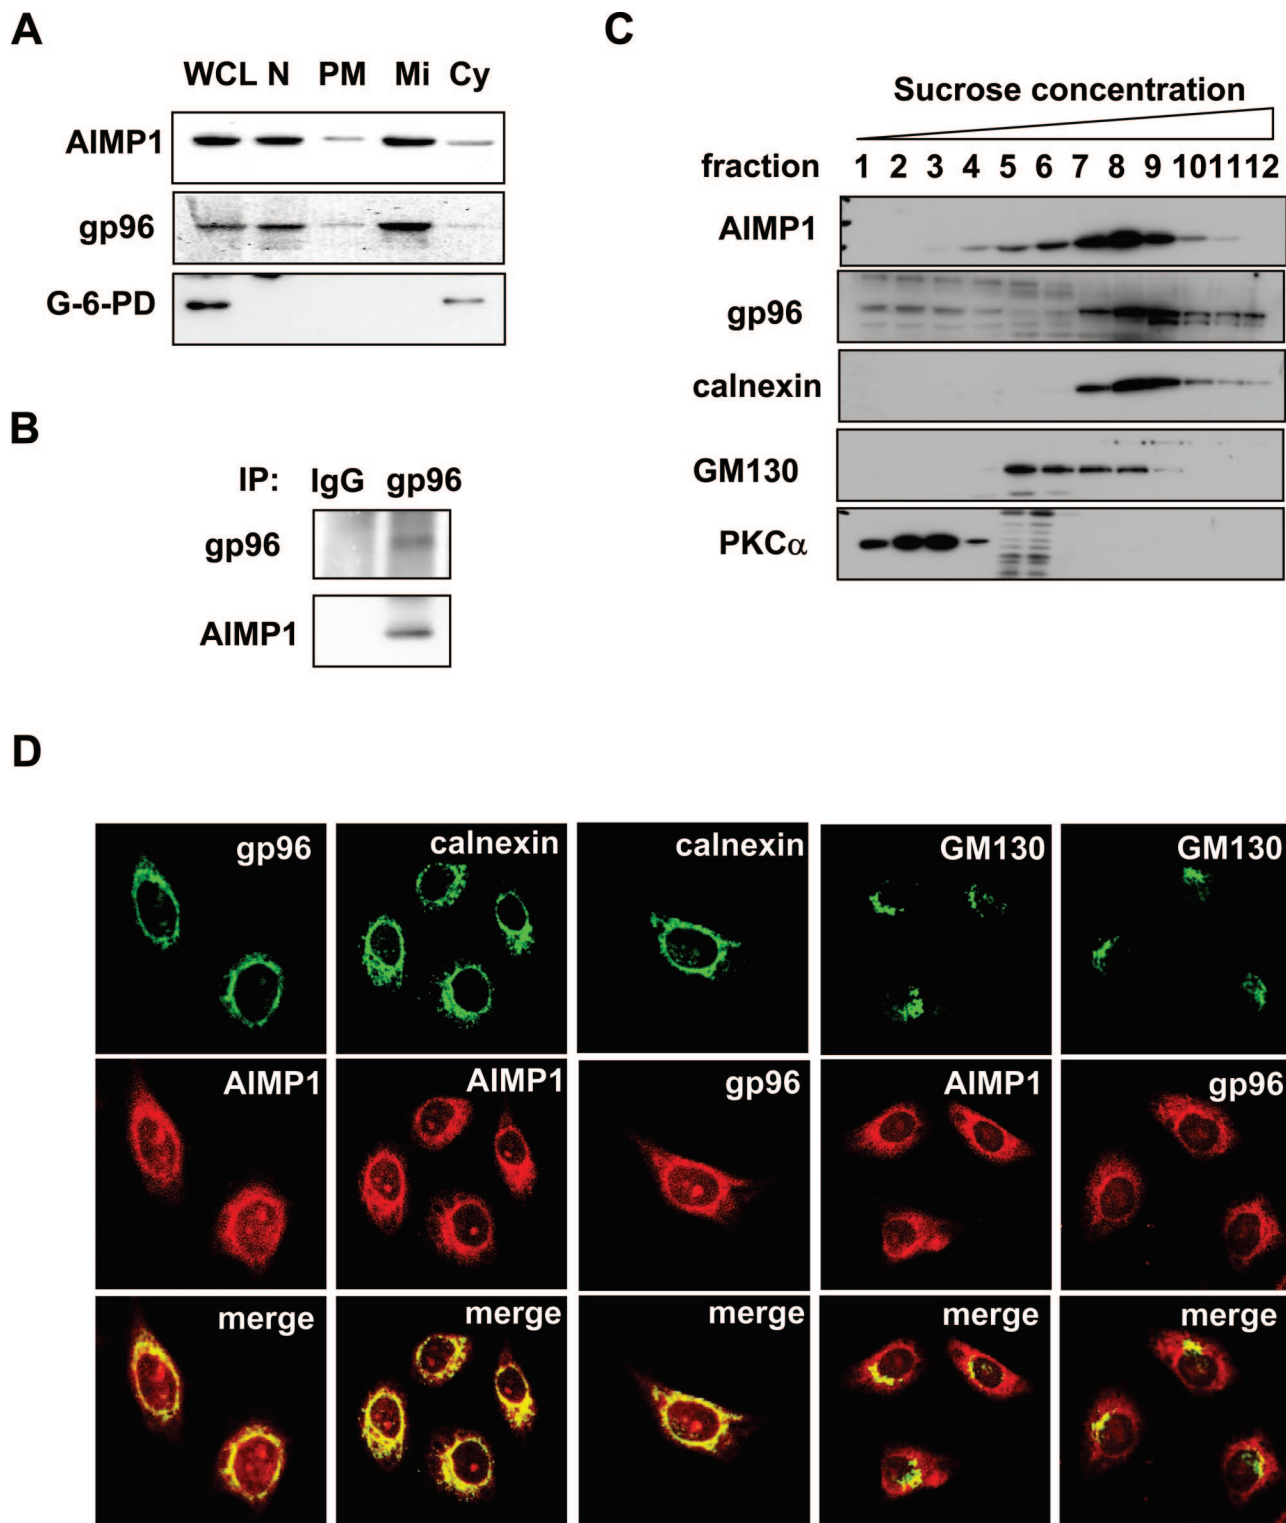 A
WCL N PM Mi Cy
AIMP1
gp96
G-6-PD
B
IP: IgG gp96
gp96
AIMP1
C
Sucrose concentration
fraction 1 2 3 4 5 6 7 8 9 10 11 12
AIMP1
gp96
calnexin
GM130
PKCα
D
gp96 calnexin calnexin GM130 GM130
AIMP1 AIMP1 gp96 AIMP1 gp96
merge merge merge merge merge